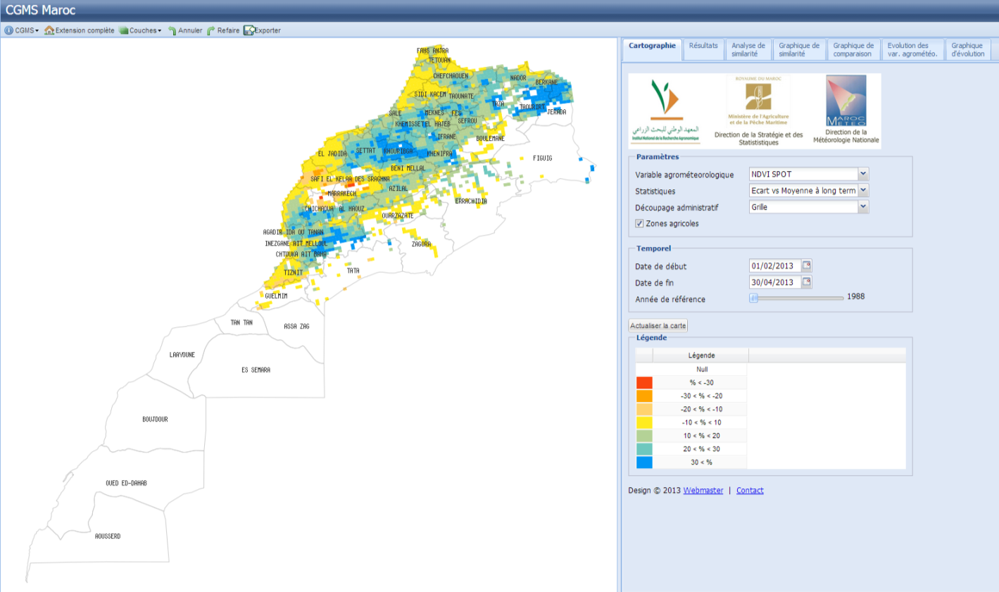 CGMS Maroc
CGMS
Extension complète
Couches
Annuler
Refaire
Exporter
FAHS ANJRA
TETOUAN
CHEFCHAOUEN
NADOR
BERKANE
SIDI KACEM
TAOUNATE
TAZA
TAOURIRT
JERADA
SALE
MEKNES
FES
SEFROU
KHEMISSET
EL HAJEB
IFRANE
BOULEMANE
EL JADIDA
SETTAT
KHOURIBGA
KHENIFRA
FIGUIG
BENI MELLAL
SAFI
EL KELAA DES SRAGHNA
AZILAL
MARRAKECH
ERRACHIDIA
CHICHAOUA
AL HAOUZ
OUARZAZATE
AGADIR IDA OU TANAN
INEZGANE AIT MELLOUL
ZAGORA
CHTOUKA AIT BAHA
TIZNIT
TATA
GUELMIM
TAN TAN
ASSA ZAG
LAAYOUNE
ES SEMARA
BOUJDOUR
OUED ED-DAHAB
AOUSSERD
Cartographie
Résultats
Analyse de
similarité
Graphique de
similarité
Graphique de
comparaison
Evolution des
var. agrométéo.
Graphique
d'évolution
المعهد الوطني للبحث الزراعي
Institut National de la Recherche Agronomique
ROYAUME DU MAROC
Ministère de l'Agriculture
et de la Pêche Maritime
Direction de la Stratégie et des
Statististiques
MAROC
METEO
Direction de la
Météorologie Nationale
Paramètres
Variable agrométeorologique
NDVI SPOT
Statistiques
Ecart vs Moyenne à long term
Découpage administratif
Grille
Zones agricoles
Temporel
Date de début
01/02/2013
Date de fin
30/04/2013
Année de référence
1988
Actualiser la carte
Légende
Légende
Null
% < -30
-30 < % < -20
-20 < % < -10
-10 < % < 10
10 < % < 20
20 < % < 30
30 < %
Design © 2013 Webmaster | Contact